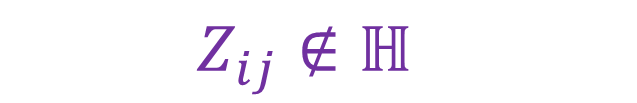 Z_{ij} ∉ ℍ